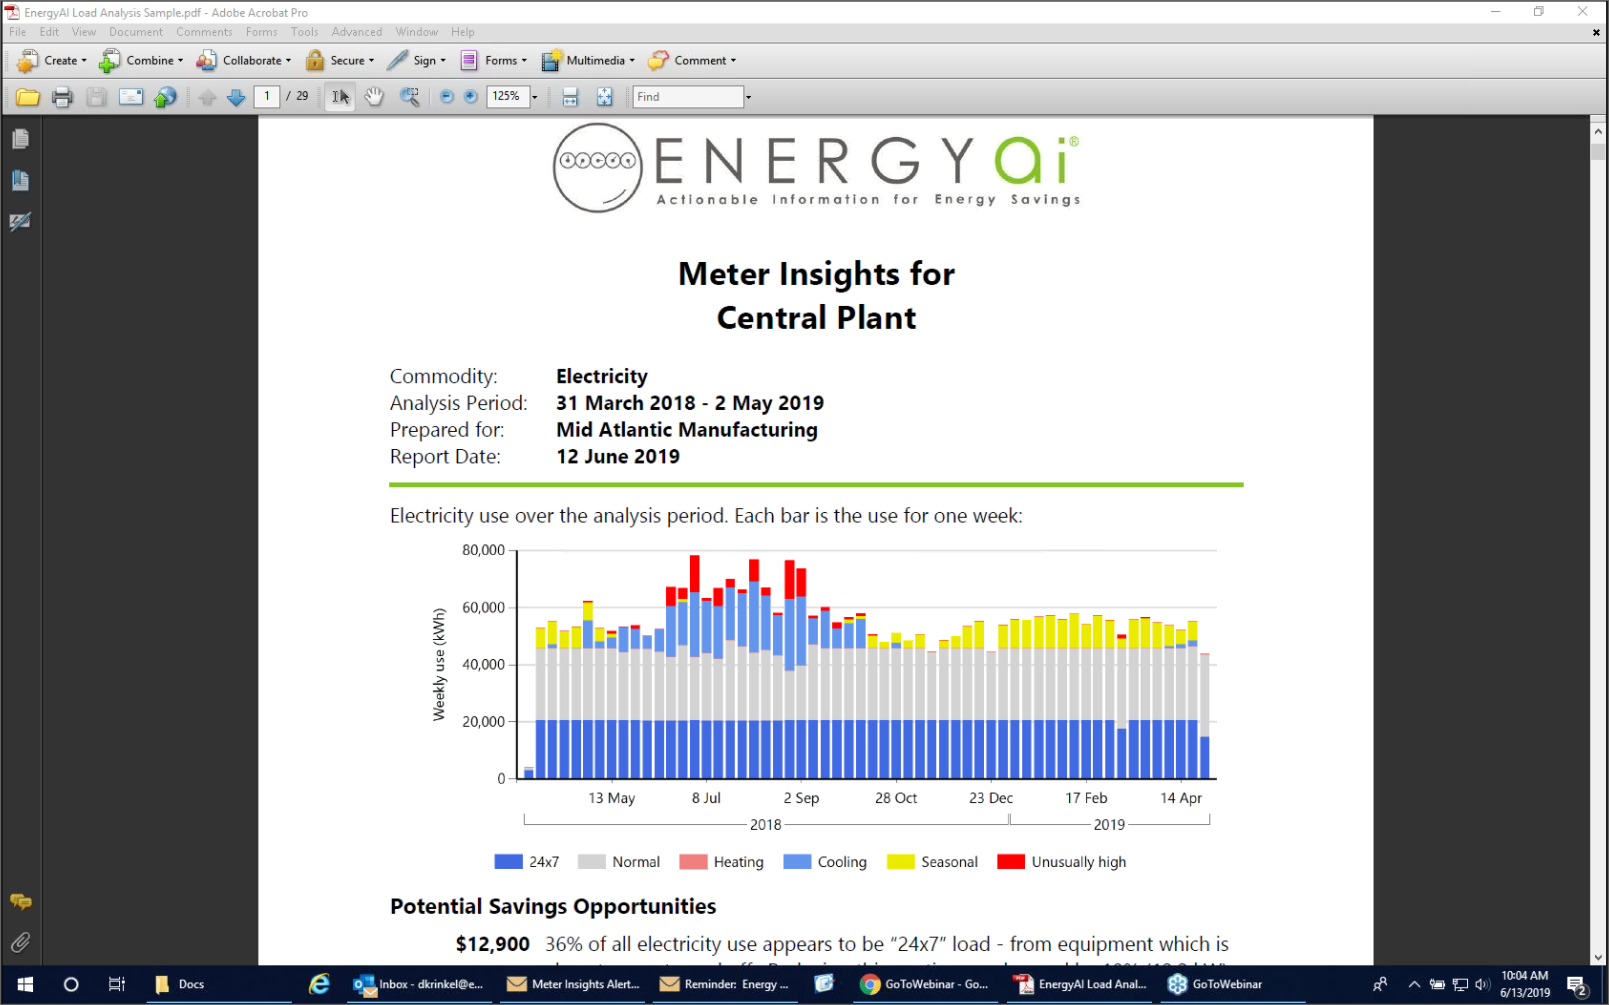 EnergyAI Load Analysis Sample.pdf - Adobe Acrobat Pro
File Edit View Document Comments Forms Tools Advanced Window Help
Create Combine Collaborate Secure Sign Forms Multimedia Comment
1 / 29 125% Find
ENERGYai®
Actionable Information for Energy Savings
Meter Insights for
Central Plant
Commodity: Electricity
Analysis Period: 31 March 2018 - 2 May 2019
Prepared for: Mid Atlantic Manufacturing
Report Date: 12 June 2019
Electricity use over the analysis period. Each bar is the use for one week:
Weekly use (kWh)
80,000
60,000
40,000
20,000
0
13 May 8 Jul 2 Sep 28 Oct 23 Dec 17 Feb 14 Apr
2018 2019
24x7 Normal Heating Cooling Seasonal Unusually high
Potential Savings Opportunities
$12,900 36% of all electricity use appears to be “24x7” load - from equipment which is
Docs Inbox - dkrinkel@e... Meter Insights Alert... Reminder: Energy ... GoToWebinar - Go... EnergyAI Load Anal... GoToWebinar
10:04 AM
6/13/2019
2